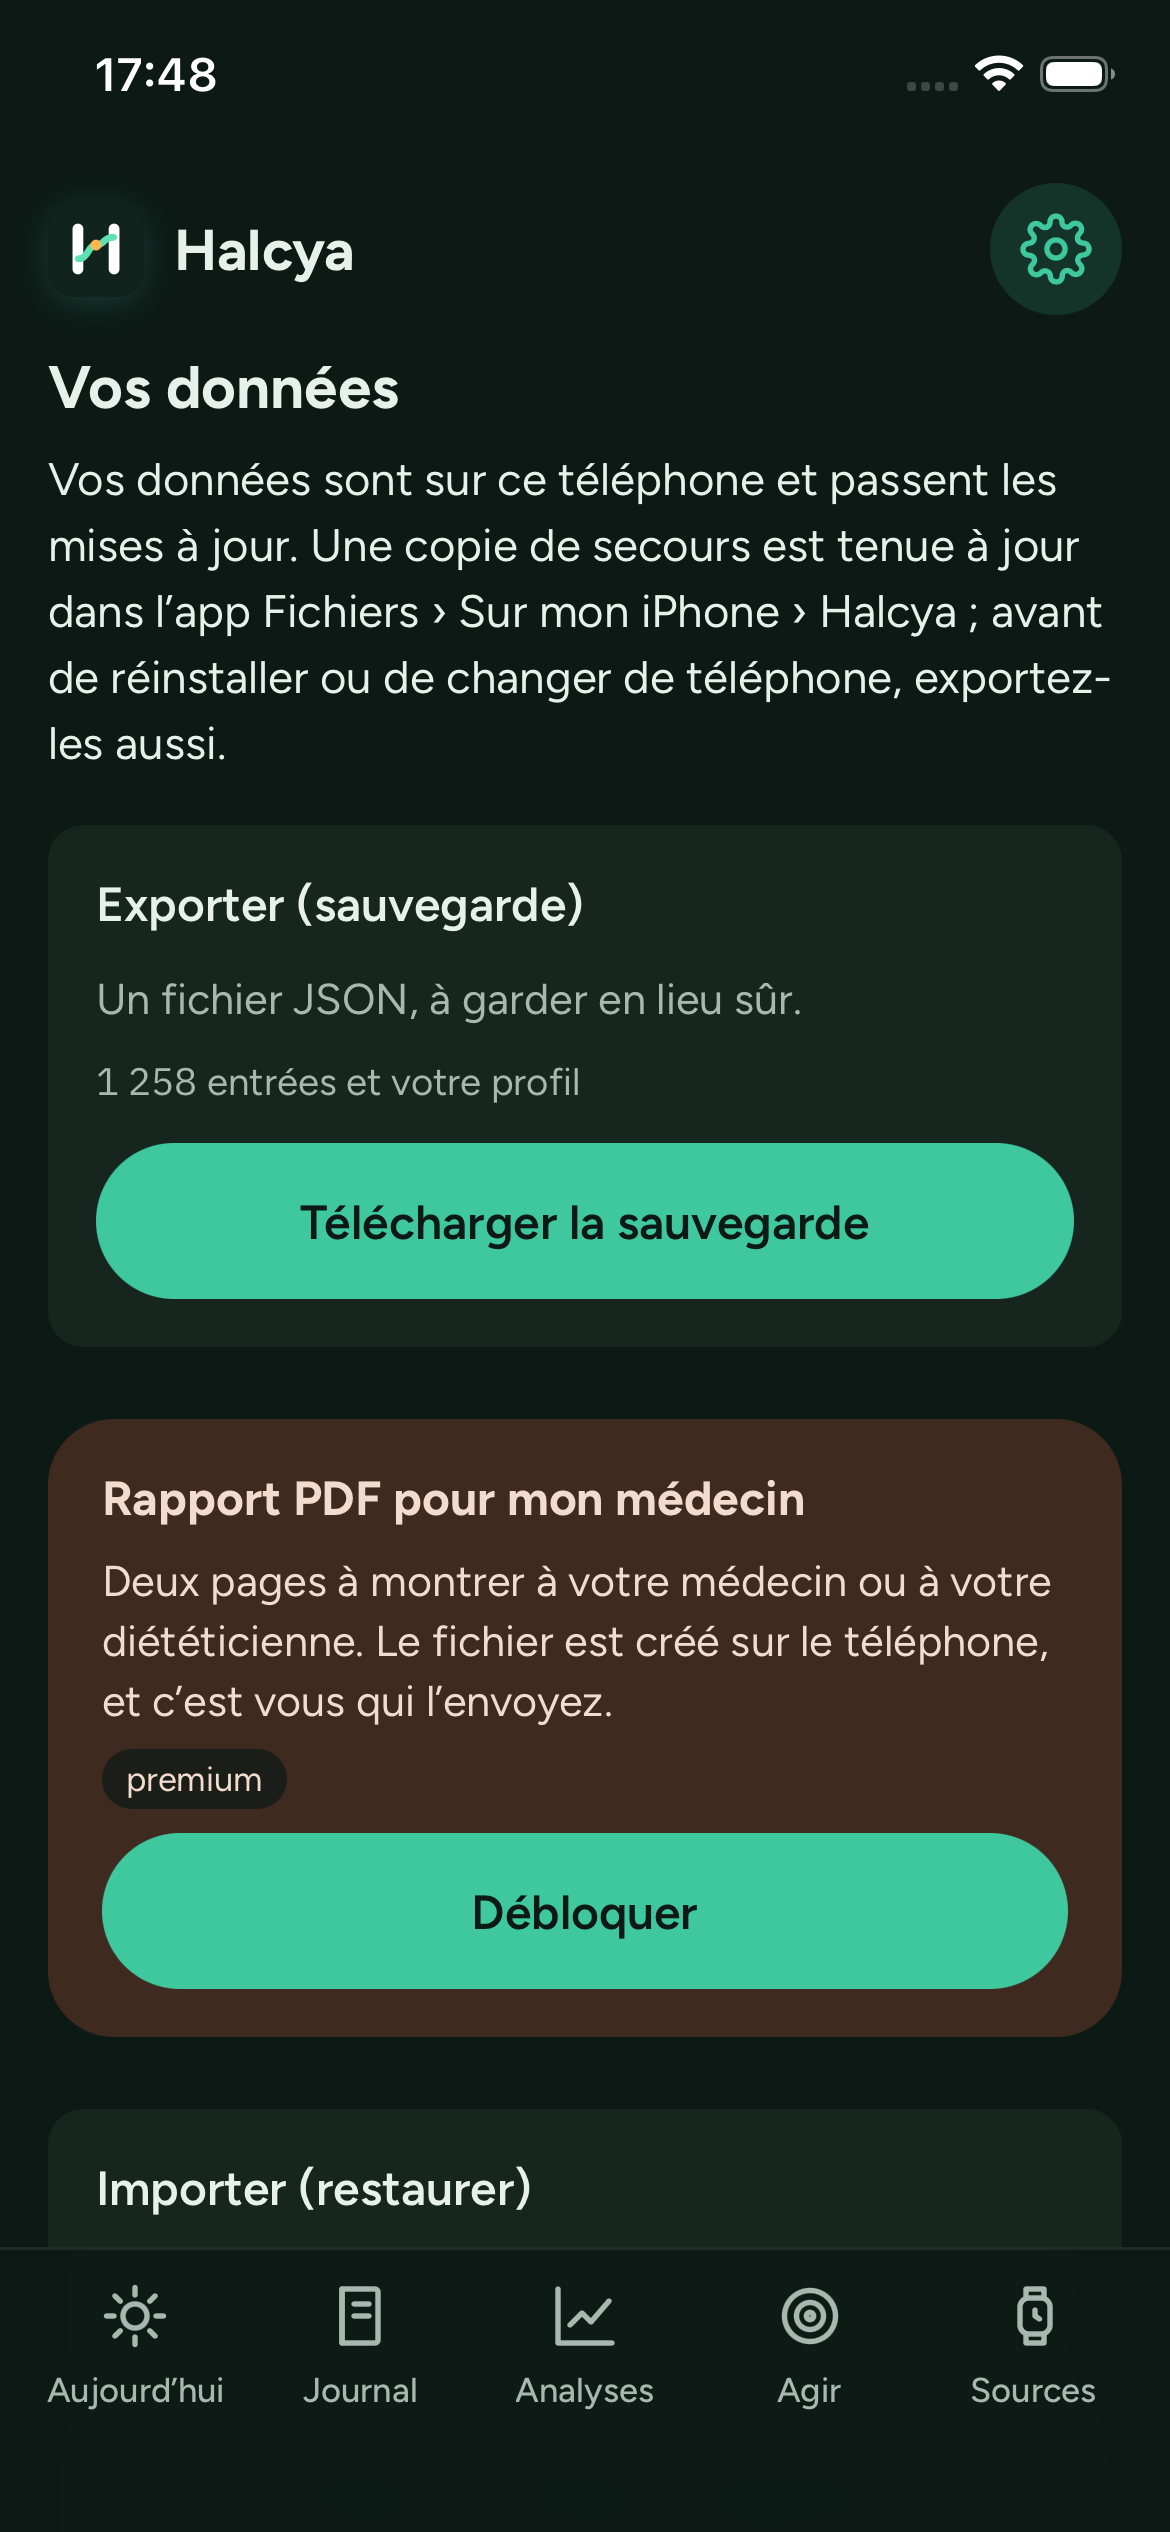 17:48
Halcya
Vos données
Vos données sont sur ce téléphone et passent les
mises à jour. Une copie de secours est tenue à jour
dans l’app Fichiers › Sur mon iPhone › Halcya ; avant
de réinstaller ou de changer de téléphone, exportez-
les aussi.
Exporter (sauvegarde)
Un fichier JSON, à garder en lieu sûr.
1 258 entrées et votre profil
Télécharger la sauvegarde
Rapport PDF pour mon médecin
Deux pages à montrer à votre médecin ou à votre
diététicienne. Le fichier est créé sur le téléphone,
et c’est vous qui l’envoyez.
premium
Débloquer
Importer (restaurer)
Aujourd’hui
Journal
Analyses
Agir
Sources